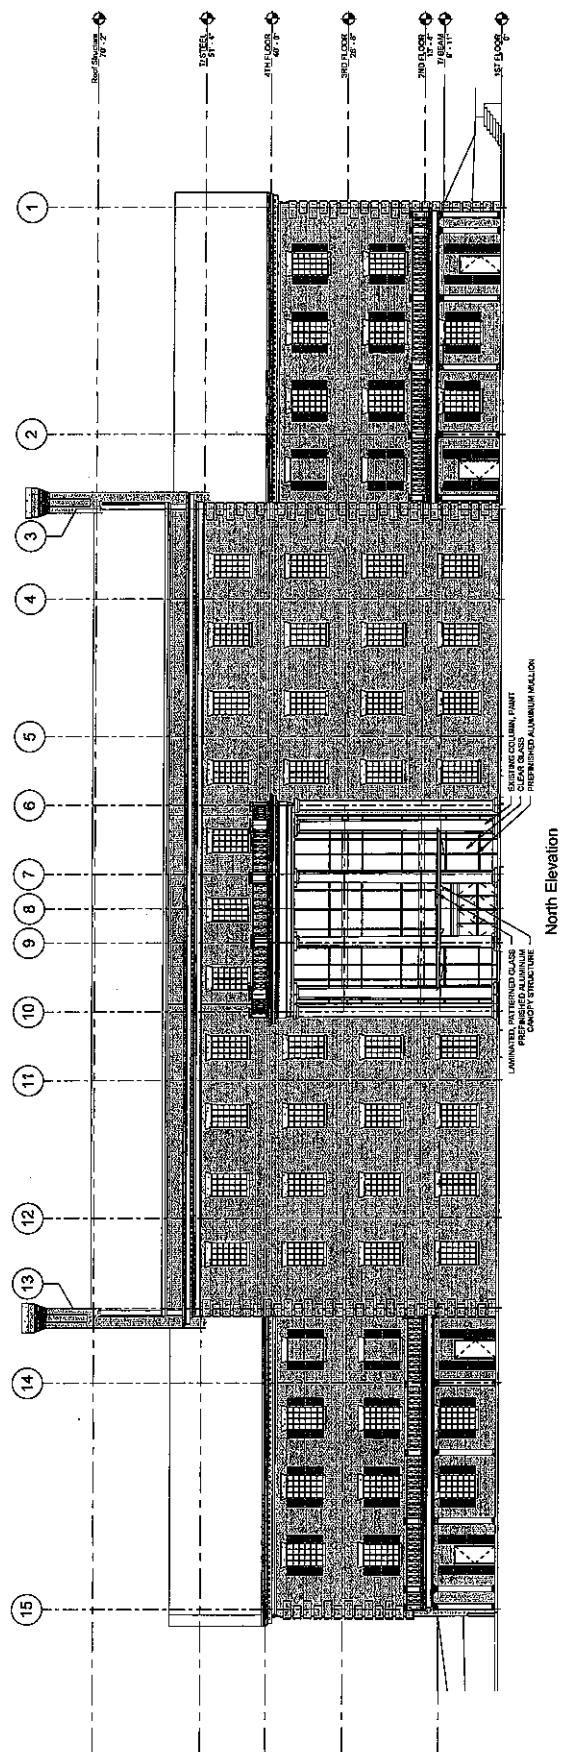 15
14
13
12
11
10
9
8
7
6
5
4
3
2
1
Roof Structure
70' - 2"
T/ STEEL
51' - 4"
4TH FLOOR
40' - 0"
3RD FLOOR
26' - 8"
2ND FLOOR
13' - 4"
T/ BEAM
9' - 11"
1ST FLOOR
0"
LAMINATED, PATTERNED GLASS
PREFINISHED ALUMINUM
CANOPY STRUCTURE
EXISTING COLUMN, PAINT
CLEAR GLASS
PREFINISHED ALUMINUM MULLION
North Elevation